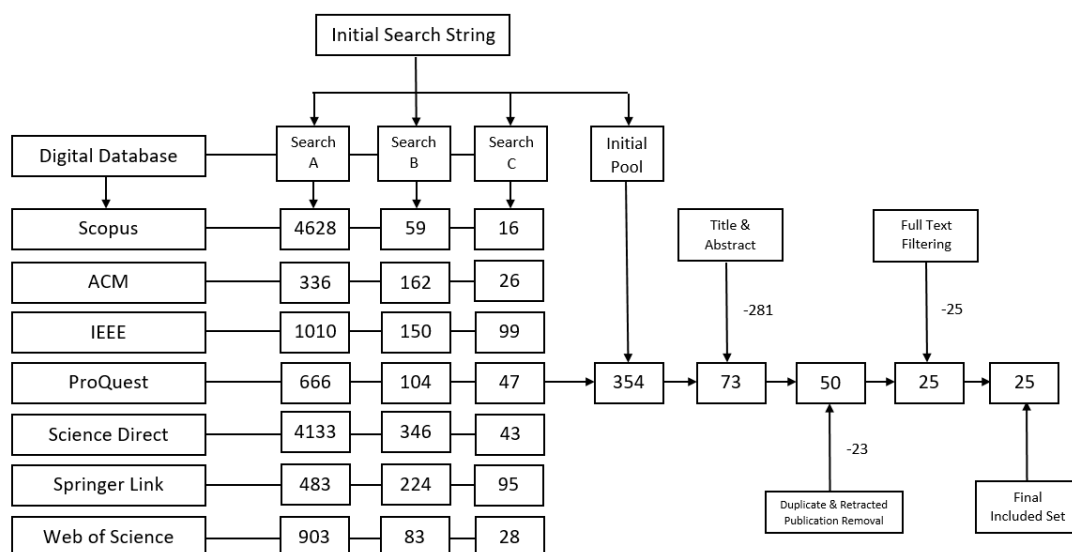 Initial Search String
Digital Database
Search
A
Search
B
Search
C
Initial
Pool
Scopus
4628
59
16
Title &
Abstract
Full Text
Filtering
ACM
336
162
26
-281
-25
IEEE
1010
150
99
ProQuest
666
104
47
354
73
50
25
25
Science Direct
4133
346
43
-23
Springer Link
483
224
95
Duplicate & Retracted
Publication Removal
Final
Included Set
Web of Science
903
83
28